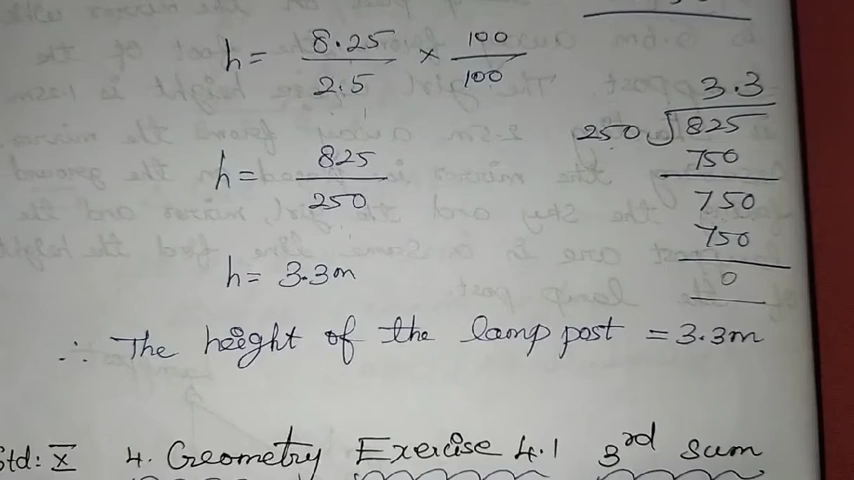 h = 8.25/2.5 × 100/100
h = 825/250
h = 3.3m
3.3
250 √825
750
750
750
0
∴ The height of the lamp post = 3.3m
Std: X 4. Geometry Exercise 4.1 3rd sum